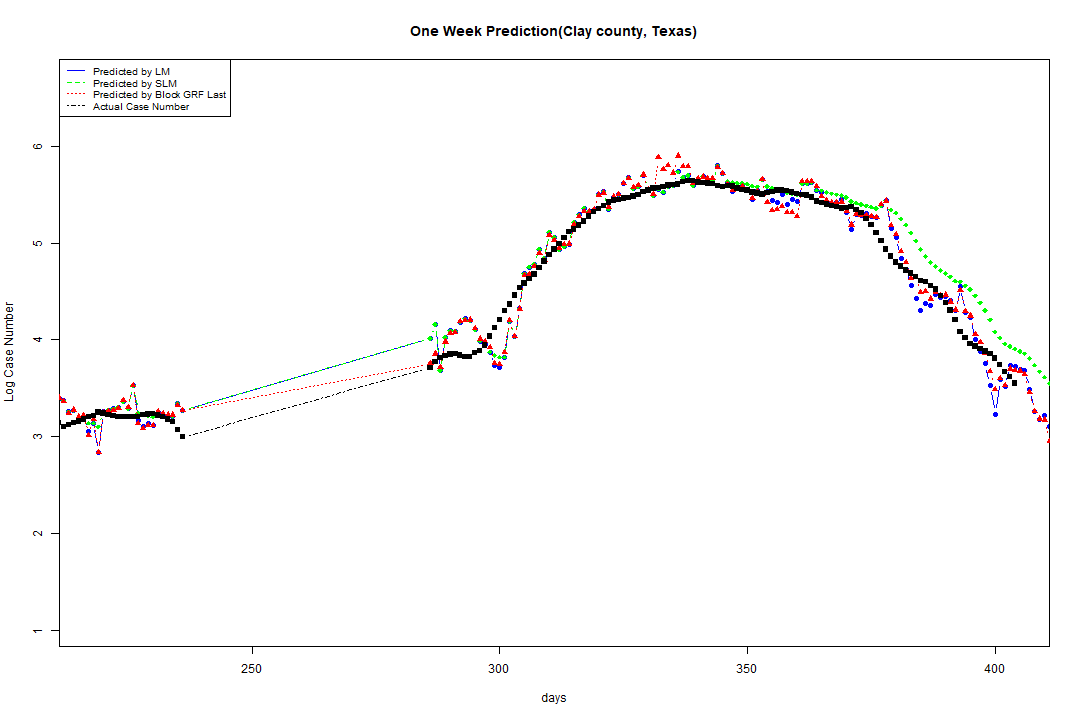 One Week Prediction(Clay county, Texas)
Predicted by LM
Predicted by SLM
Predicted by Block GRF Last
Actual Case Number
Log Case Number
6
5
4
3
2
1
250 300 350 400
days